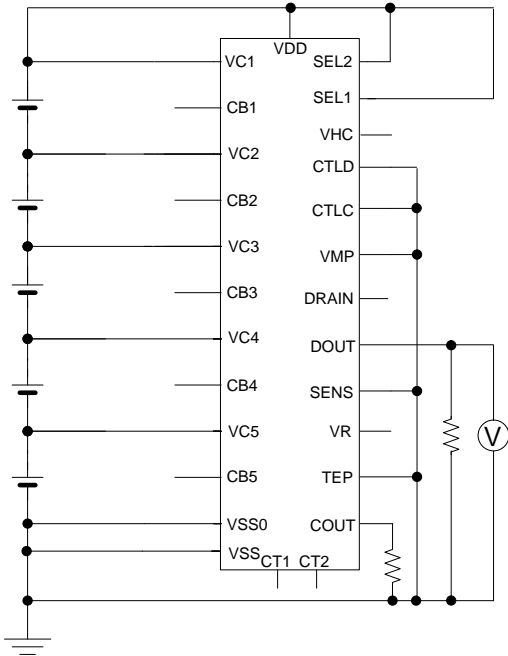 VDD
VC1
CB1
VC2
CB2
VC3
CB3
VC4
CB4
VC5
CB5
VSS0
VSS
CT1 CT2
SEL2
SEL1
VHC
CTLD
CTLC
VMP
DRAIN
DOUT
SENS
VR
TEP
COUT
V